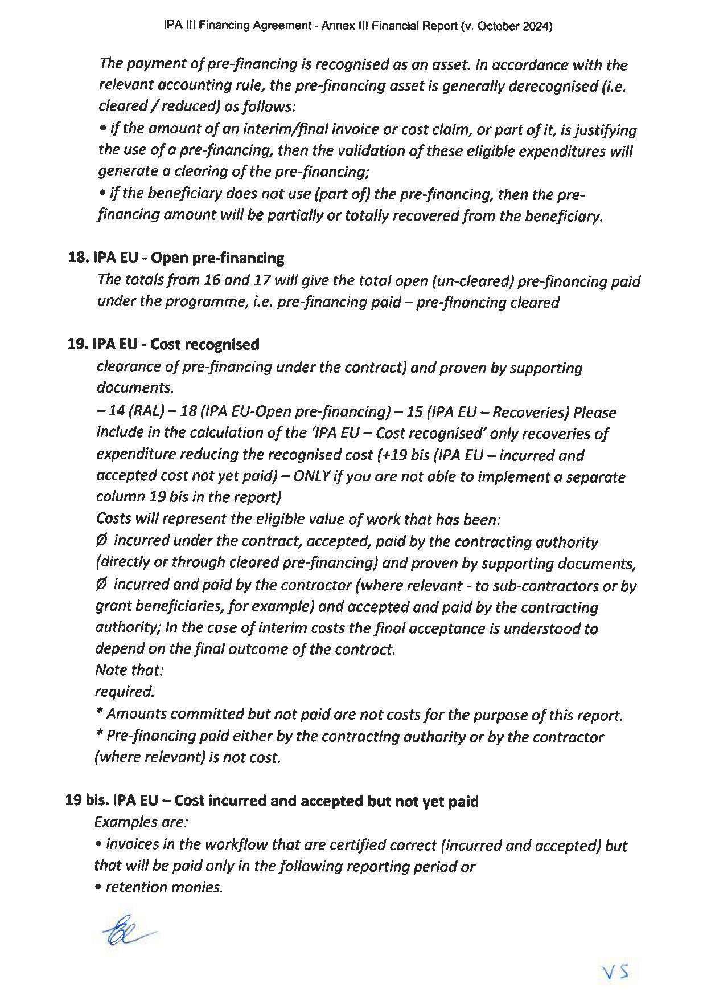 IPA III Financing Agreement - Annex III Financial Report (v. October 2024)
The payment of pre-financing is recognised as an asset. In accordance with the
relevant accounting rule, the pre-financing asset is generally derecognised (i.e.
cleared / reduced) as follows:
• if the amount of an interim/final invoice or cost claim, or part of it, is justifying
the use of a pre-financing, then the validation of these eligible expenditures will
generate a clearing of the pre-financing;
• if the beneficiary does not use (part of) the pre-financing, then the pre-
financing amount will be partially or totally recovered from the beneficiary.
18. IPA EU - Open pre-financing
The totals from 16 and 17 will give the total open (un-cleared) pre-financing paid
under the programme, i.e. pre-financing paid – pre-financing cleared
19. IPA EU - Cost recognised
clearance of pre-financing under the contract) and proven by supporting
documents.
– 14 (RAL) – 18 (IPA EU-Open pre-financing) – 15 (IPA EU – Recoveries) Please
include in the calculation of the ‘IPA EU – Cost recognised’ only recoveries of
expenditure reducing the recognised cost (+19 bis (IPA EU – incurred and
accepted cost not yet paid) – ONLY if you are not able to implement a separate
column 19 bis in the report)
Costs will represent the eligible value of work that has been:
Ø incurred under the contract, accepted, paid by the contracting authority
(directly or through cleared pre-financing) and proven by supporting documents,
Ø incurred and paid by the contractor (where relevant - to sub-contractors or by
grant beneficiaries, for example) and accepted and paid by the contracting
authority; In the case of interim costs the final acceptance is understood to
depend on the final outcome of the contract.
Note that:
required.
* Amounts committed but not paid are not costs for the purpose of this report.
* Pre-financing paid either by the contracting authority or by the contractor
(where relevant) is not cost.
19 bis. IPA EU – Cost incurred and accepted but not yet paid
Examples are:
• invoices in the workflow that are certified correct (incurred and accepted) but
that will be paid only in the following reporting period or
• retention monies.
VS